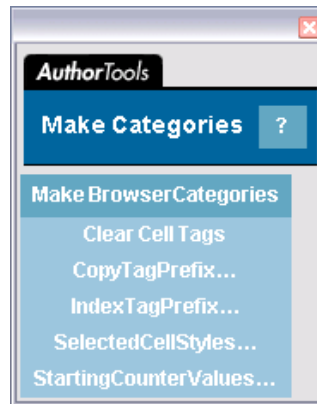 AuthorTools
Make Categories ?
Make BrowserCategories
Clear Cell Tags
CopyTagPrefix...
IndexTagPrefix...
SelectedCellStyles...
StartingCounterValues...